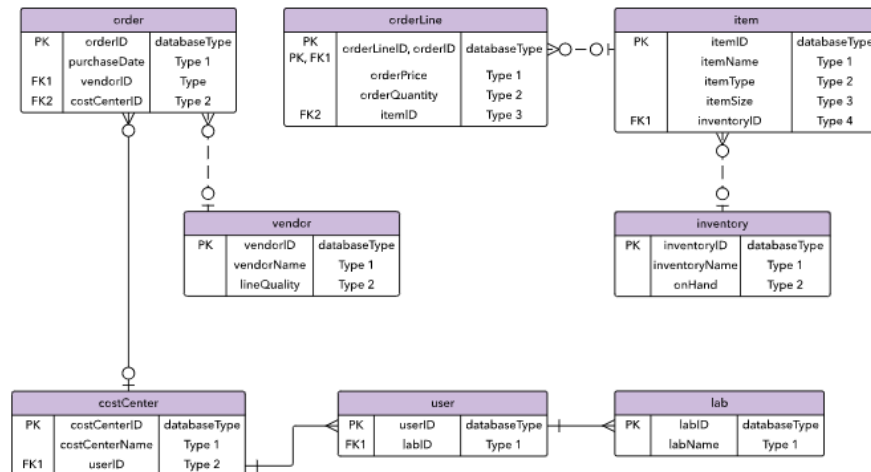 order
PK orderID databaseType
purchaseDate Type 1
FK1 vendorID Type
FK2 costCenterID Type 2
orderLine
PK
PK, FK1 orderLineID, orderID databaseType
orderPrice Type 1
orderQuantity Type 2
FK2 itemID Type 3
item
PK itemID databaseType
itemName Type 1
itemType Type 2
itemSize Type 3
FK1 inventoryID Type 4
vendor
PK vendorID databaseType
vendorName Type 1
lineQuality Type 2
inventory
PK inventoryID databaseType
inventoryName Type 1
onHand Type 2
costCenter
PK costCenterID databaseType
costCenterName Type 1
FK1 userID Type 2
user
PK userID databaseType
FK1 labID Type 1
lab
PK labID databaseType
labName Type 1